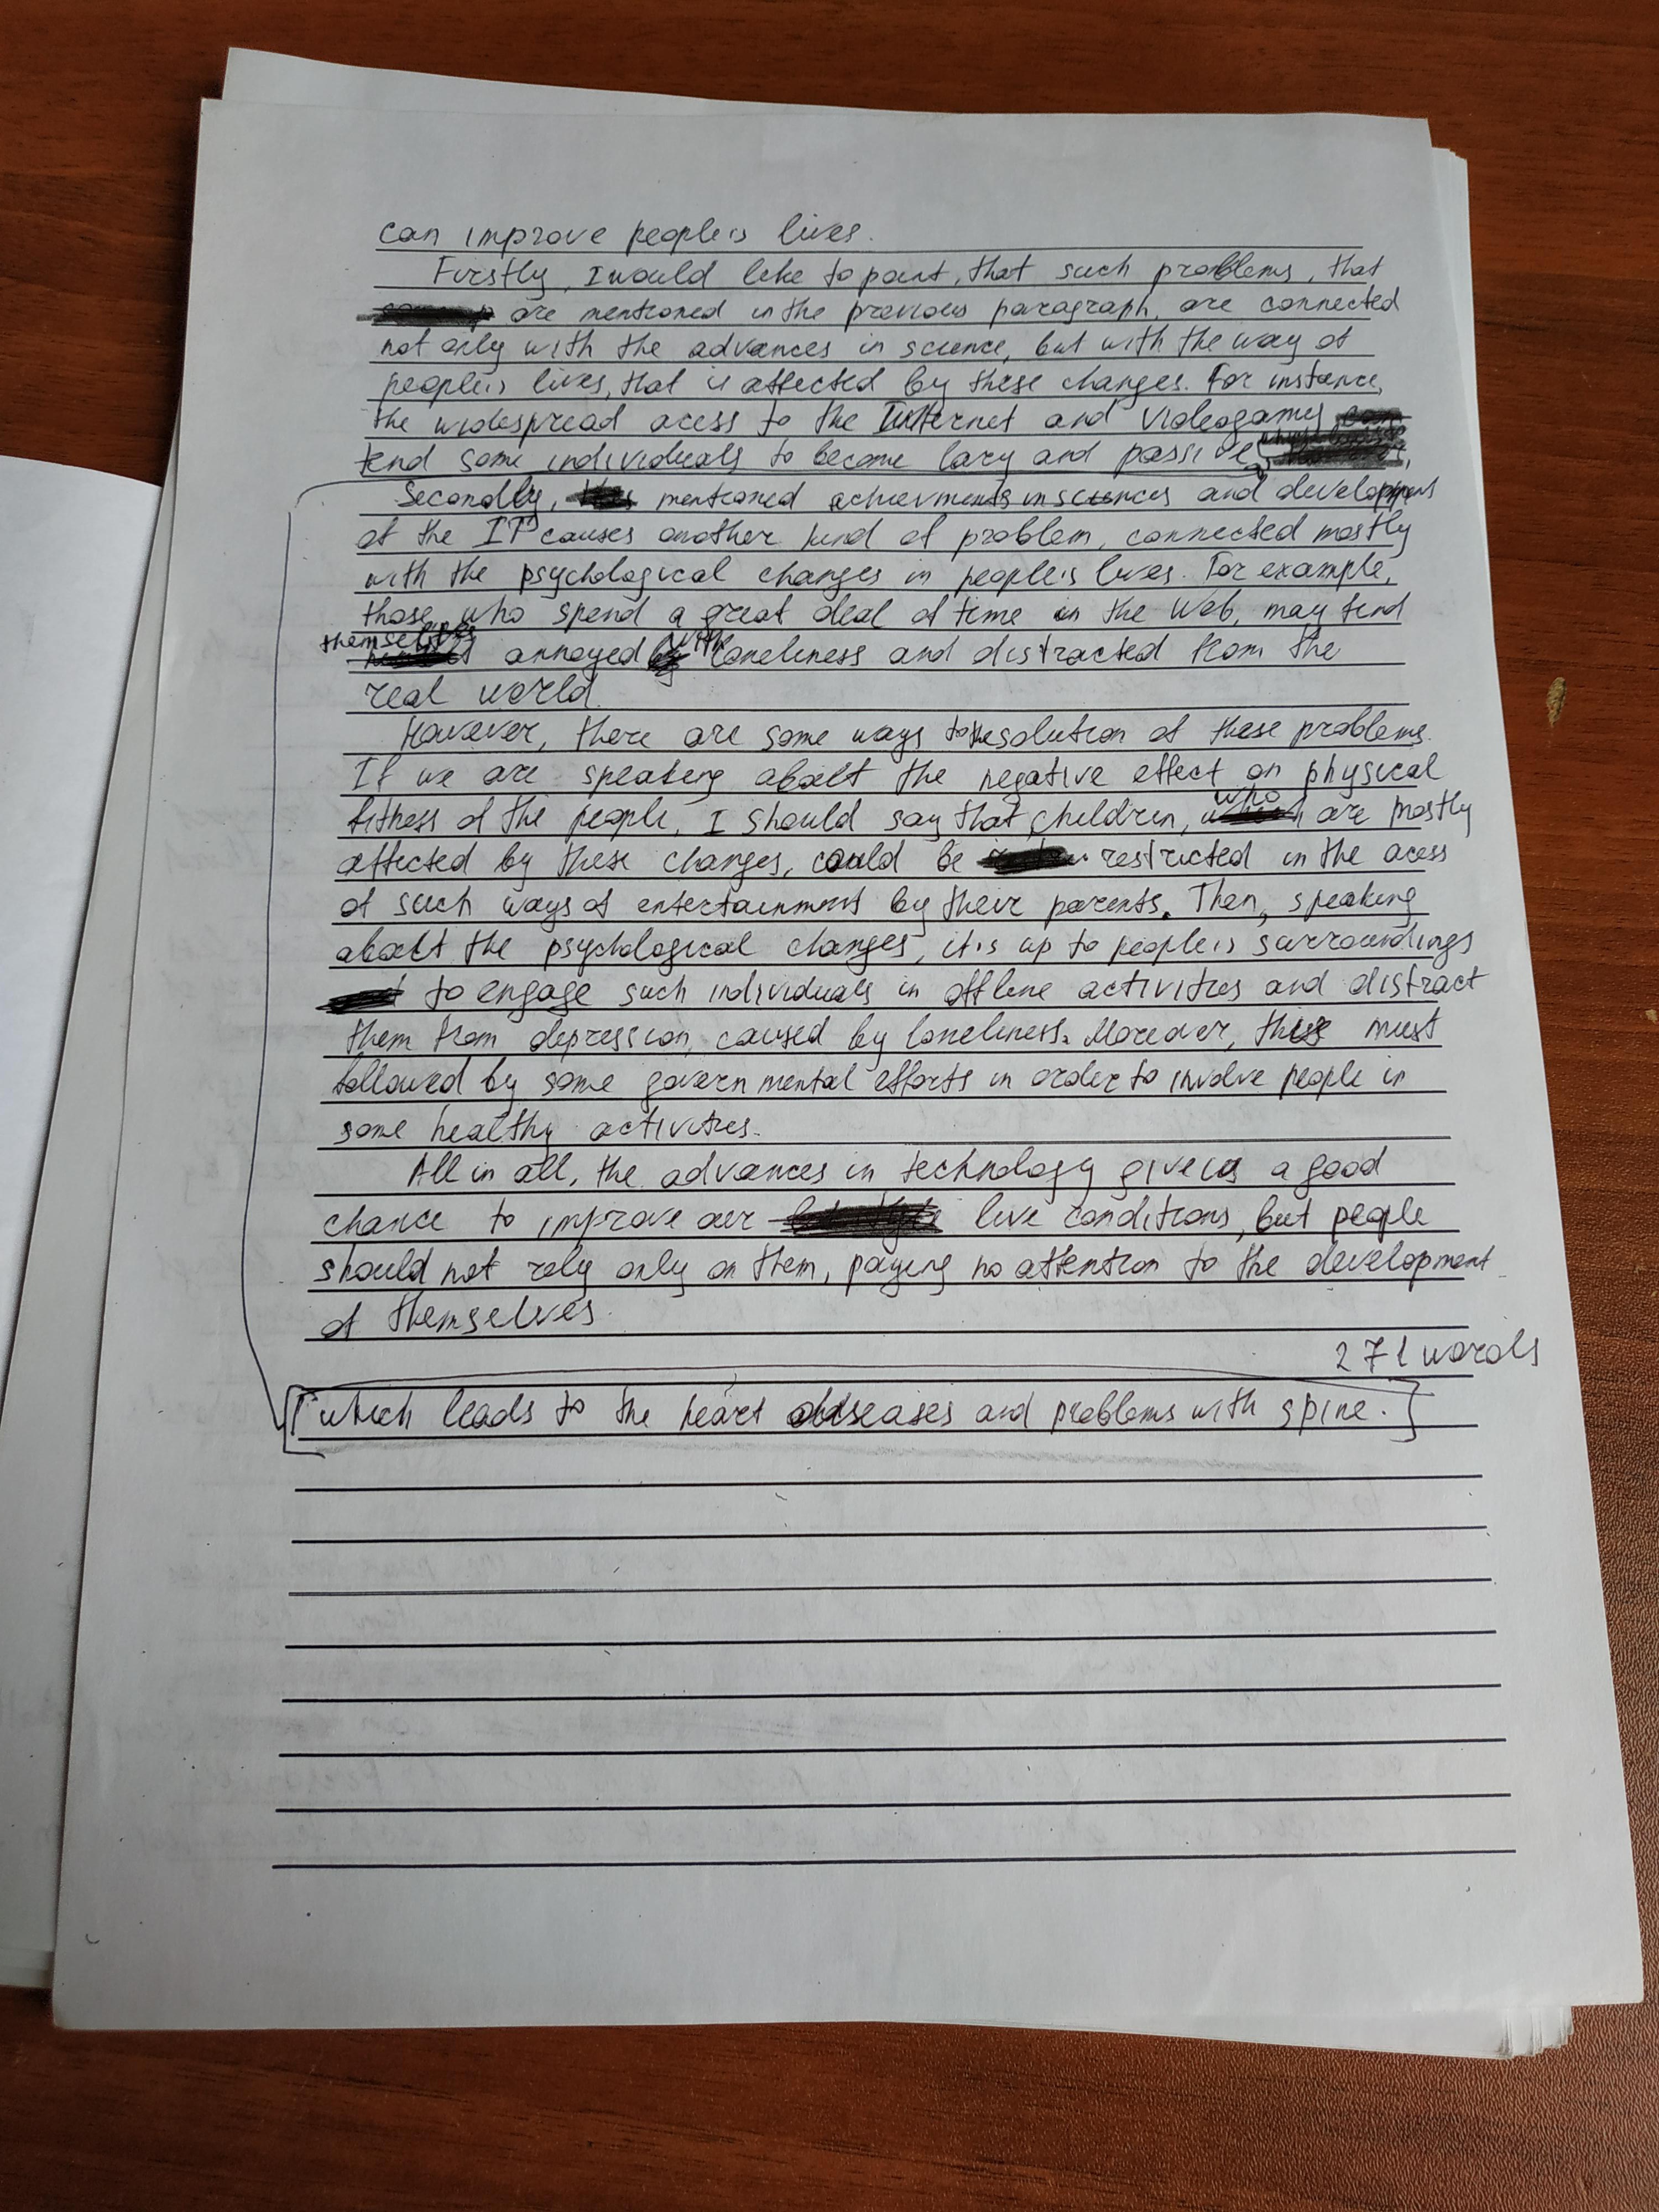 can improve people's lives.
Firstly, I would like to point, that such problems, that
are mentioned in the previous paragraph, are connected
not only with the advances in science, but with the way of
people's lives, that is affected by these changes. For instance,
the widespread acess to the Internet and videogames
tend some individuals to become lazy and passive,
Secondly, mentioned achievments in sciences and development
of the IT causes another kind of problem, connected mostly
with the psychological changes in people's lives. For example,
those, who spend a great deal of time in the Web, may find
themselves annoyed with loneliness and distracted from the
real world.
However, there are some ways to the solution of these problems.
If we are speaking about the negative effect on physical
fitness of the people, I should say that children, who are mostly
affected by these changes, could be restricted in the acess
of such ways of entertainment by their parents. Then, speaking
about the psychological changes, it is up to people's surroundings
to engage such individuals in offline activities and distract
them from depression, caused by loneliness. Moreover, this must
followed by some governmental efforts in order to involve people in
some healthy activities.
All in all, the advances in technology give us a good
chance to improve our live conditions, but people
should not rely only on them, paying no attention to the development
of themselves.
271 words
[which leads to the heart diseases and problems with spine.]